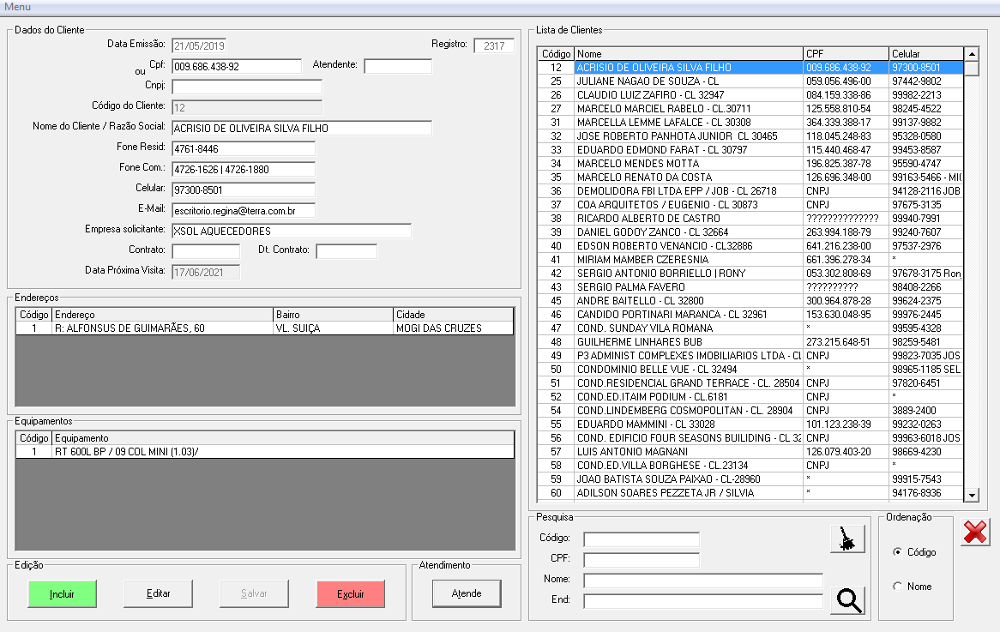 Menu
Dados do Cliente
Data Emissão: 21/05/2019 Registro: 2317
Cpf: 009.686.438-92 Atendente:
ou
Cnpj:
Código do Cliente: 12
Nome do Cliente / Razão Social: ACRISIO DE OLIVEIRA SILVA FILHO
Fone Resid: 4761-8446
Fone Com.: 4726-1626 | 4726-1880
Celular: 97300-8501
E-Mail: escritorio.regina@terra.com.br
Empresa solicitante: XSOL AQUECEDORES
Contrato: Dt. Contrato:
Data Próxima Visita: 17/06/2021
Endereços
Código Endereço Bairro Cidade
1 R: ALFONSUS DE GUIMARÃES, 60 VL. SUIÇA MOGI DAS CRUZES
Equipamentos
Código Equipamento
1 RT 600L BP / 09 COL MINI (1.03)/
Edição
Incluir Editar Salvar Excluir
Atendimento
Atende
Lista de Clientes
Código Nome CPF Celular
12 ACRISIO DE OLIVEIRA SILVA FILHO 009.686.438-92 97300-8501
25 JULIANE NAGAO DE SOUZA - CL 059.056.496-00 97442-9802
26 CLAUDIO LUIZ ZAFIRO - CL 32947 084.159.338-86 99982-2213
27 MARCELO MARCIEL RABELO - CL.30711 125.558.810-54 98245-4522
31 MARCELLA LEMME LAFALCE - CL 30308 364.339.388-17 99137-9882
32 JOSE ROBERTO PANHOTA JUNIOR CL 30465 118.045.248-83 95328-0580
33 EDUARDO EDMOND FARAT - CL 30797 115.440.468-47 99453-8587
34 MARCELO MENDES MOTTA 196.825.387-78 95590-4747
35 MARCELO RENATO DA COSTA 126.696.348-00 99163-5466 - MI
36 DEMOLIDORA FBI LTDA EPP / JOB - CL 26718 CNPJ 94128-2116 JOB
37 COA ARQUITETOS / EUGENIO - CL 30873 CNPJ 97675-3135
38 RICARDO ALBERTO DE CASTRO ?????????????? 99940-7991
39 DANIEL GODOY ZANCO - CL 32664 263.994.188-79 99240-7607
40 EDSON ROBERTO VENANCIO - CL32886 641.216.238-00 97537-2976
41 MIRIAM MAMBER CZERESNIA 661.396.278-34 *
42 SERGIO ANTONIO BORRIELLO | RONY 053.302.808-69 97678-3175 Ron
43 SERGIO PALMA FAVERO ?????????? 98408-2266
45 ANDRE BAITELLO - CL 32800 300.964.878-28 99624-2375
46 CANDIDO PORTINARI MARANCA - CL 32961 153.630.048-95 99976-2445
47 COND. SUNDAY VILA ROMANA * 99595-4328
48 GUILHERME LINHARES BUB 273.215.648-51 98259-5481
49 P3 ADMINIST COMPLEXES IMOBILIARIOS LTDA - CL CNPJ 99823-7035 JOS
50 CONDOMINIO BELLE VUE - CL 32494 * 98965-1185 SEL
51 COND.RESIDENCIAL GRAND TERRACE - CL. 28504 CNPJ 97820-6451
52 COND.ED.ITAIM PODIUM - CL.6181 CNPJ *
54 COND.LINDEMBERG COSMOPOLITAN - CL. 28904 CNPJ 3889-2400
55 EDUARDO MAMMINI - CL 33028 101.123.238-39 99232-0263
56 COND. EDIFICIO FOUR SEASONS BUILIDING - CL 32 CNPJ 99963-6018 JOS
57 LUIS ANTONIO MAGNANI 126.079.403-20 98669-4230
58 COND.ED.VILLA BORGHESE - CL.23134 CNPJ *
59 JOAO BATISTA SOUZA PAIXAO - CL-28960 * 99915-7543
60 ADILSON SOARES PEZZETA JR / SILVIA * 94176-8936
Pesquisa
Código:
CPF:
Nome:
End:
Ordenação
Código
Nome